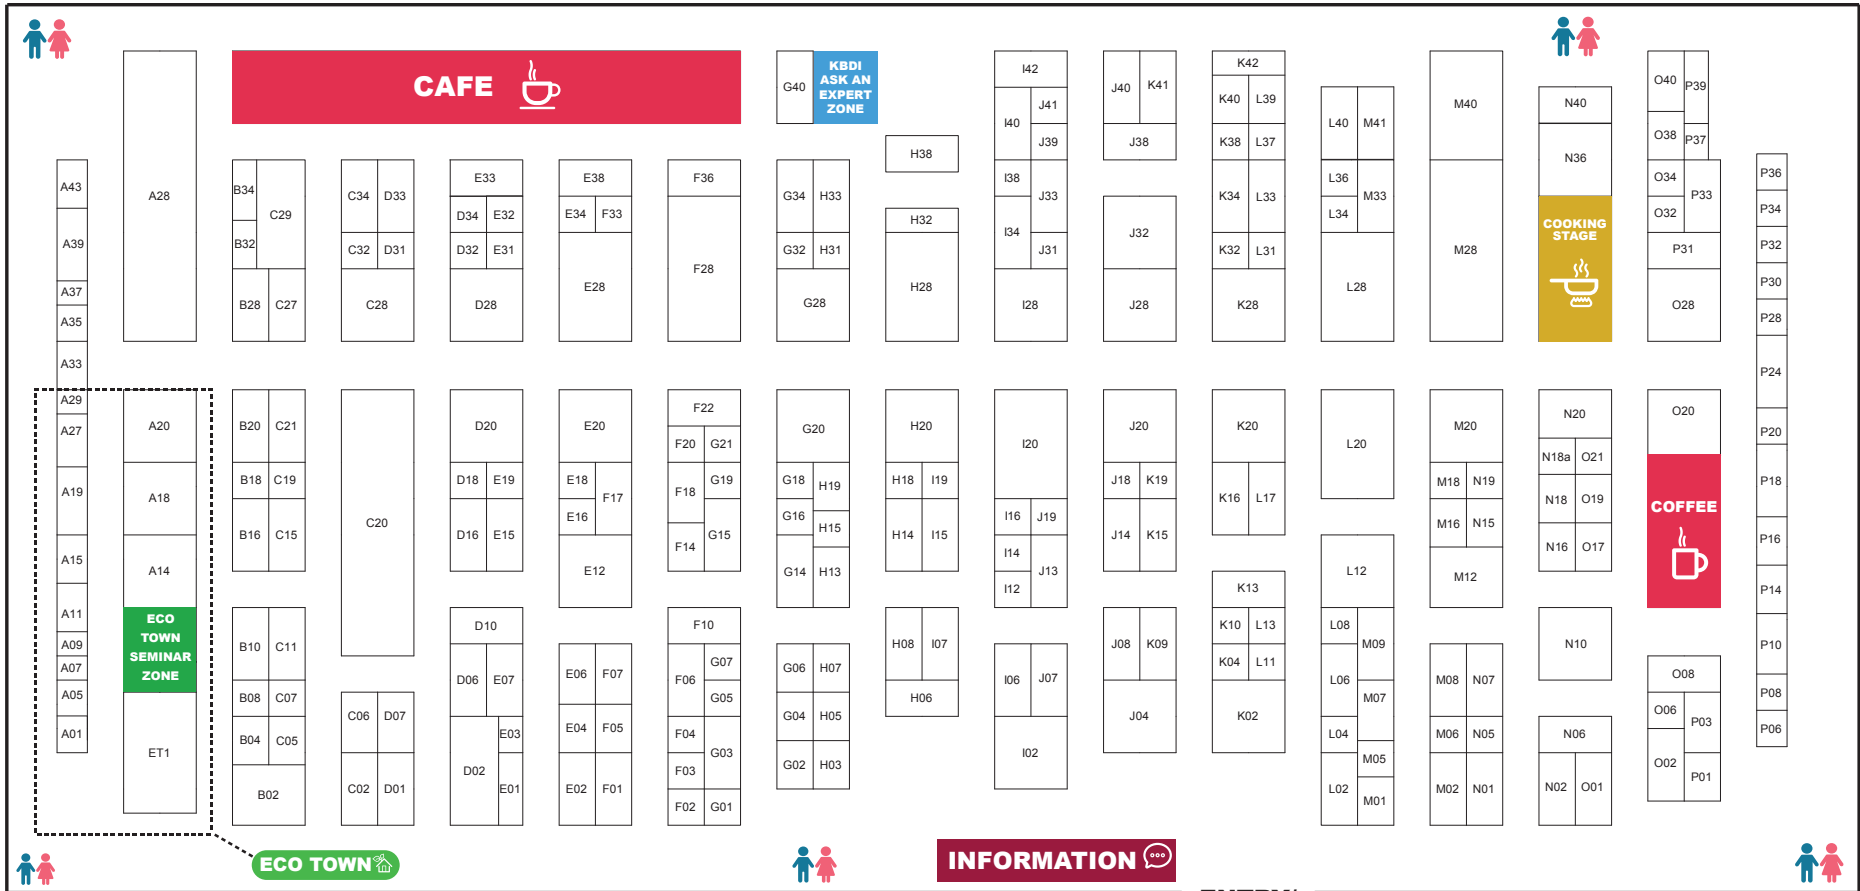 CAFE
KBDI
ASK AN
EXPERT
ZONE
G40
I42
J40 K41
K42
M40
O40 P39
I40 J41
K40 L39
L40 M41
N40
J39
K38 L37
O38 P37
H38
J38
N36
A43
A28
B34 C29
C34 D33
E33
E38
F36
G34 H33
I38 J33
K34 L33
L36 M33
M28
O34 P33
P36
D34 E32
E34 F33
L34
O32
P34
A39
B32
C32 D31
D32 E31
E28
F28
G32 H31
H32
H28
I34
J31
J32
K32 L31
L28
COOKING
STAGE
P31
P32
A37
A35
B28 C27
C28
D28
G28
I28
J28
K28
O28
P30
P28
A33
P24
A29
A27
A20
B20 C21
C20
D20
E20
F22
F20 G21
G20
H20
I20
J20
K20
L20
M20
N20
O20
P20
N18a O21
A19
A18
B18 C19
D18 E19
E18 F17
F18 G19
G18 H19
H18 I19
J18 K19
K16 L17
M18 N19
N18 O19
P18
COFFEE
A15
B16 C15
D16 E15
E16
F14 G15
G16 H15
H14 I15
I16 J19
J14 K15
M16 N15
N16 O17
P16
A14
E12
G14 H13
I14 J13
I12
K13
L12
M12
P14
A11
A09
A07
A05
A01
ECO
TOWN
SEMINAR
ZONE
ET1
B10 C11
D10
F10
H08 I07
J08 K09
K10 L13
L08 M09
N10
P10
D06 E07
E06 F07
F06 G07
G06 H07
I06 J07
K04 L11
L06
M08 N07
O08
B08 C07
G05
H06
M07
P08
B04 C05
C06 D07
E03
E04 F05
F04 G03
G04 H05
J04
K02
L04
M06 N05
N06
O06 P03
P06
B02
C02 D01
D02 E01
E02 F01
F03
F02 G01
G02 H03
I02
L02 M05
M01
M02 N01
N02 O01
O02 P01
ECO TOWN
INFORMATION